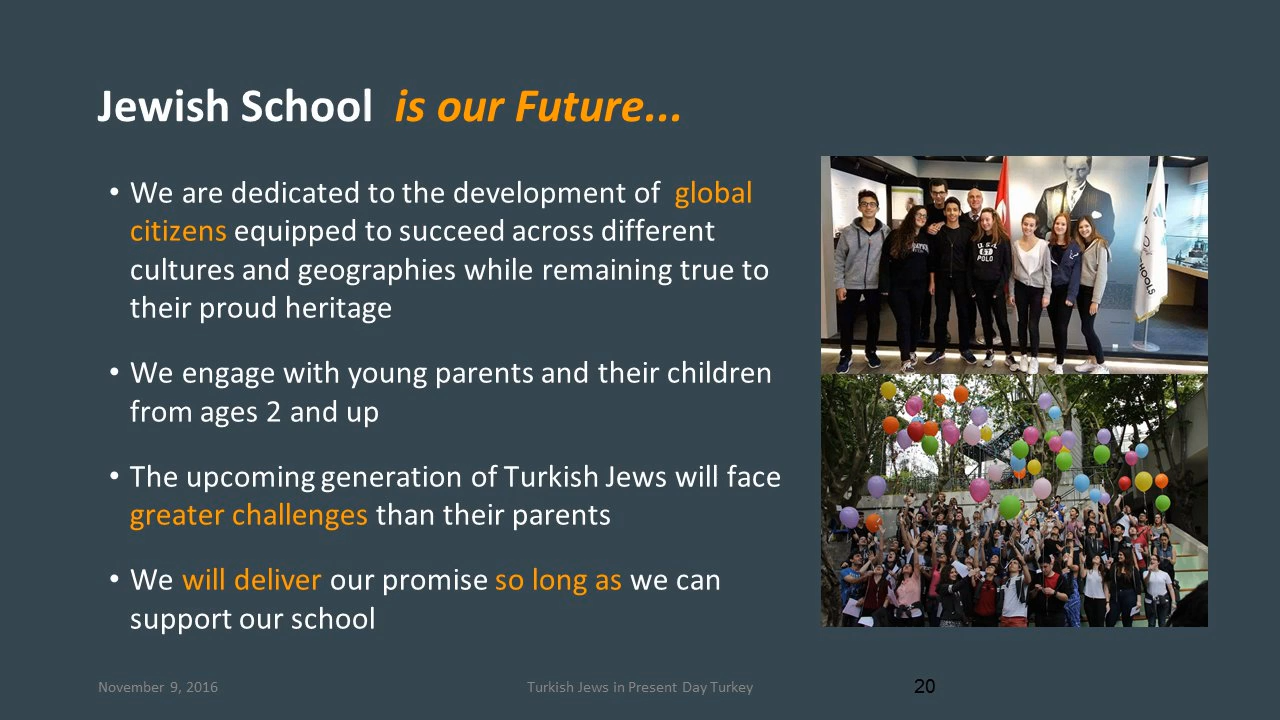 Jewish School is our Future...
• We are dedicated to the development of global
citizens equipped to succeed across different
cultures and geographies while remaining true to
their proud heritage
• We engage with young parents and their children
from ages 2 and up
• The upcoming generation of Turkish Jews will face
greater challenges than their parents
• We will deliver our promise so long as we can
support our school
U.S.
67
POLO
November 9, 2016
Turkish Jews in Present Day Turkey
20